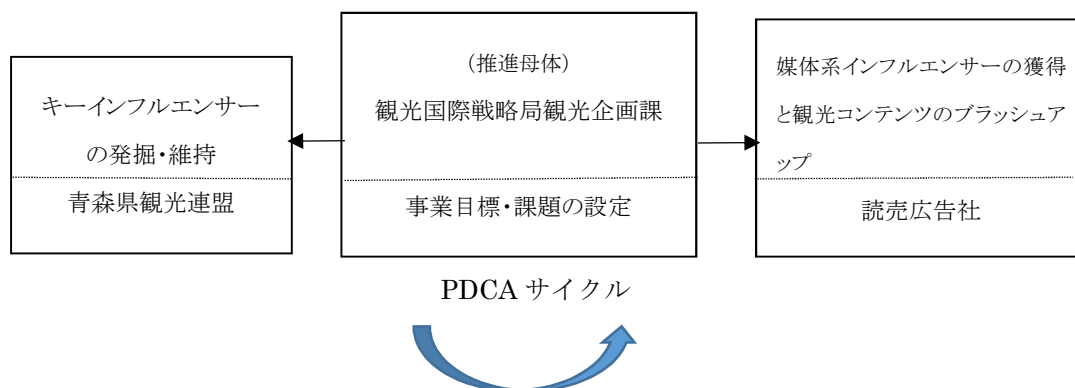 キーインフルエンサー
の発掘・維持
青森県観光連盟
（推進母体）
観光国際戦略局観光企画課
事業目標・課題の設定
媒体系インフルエンサーの獲得
と観光コンテンツのブラッシュア
ップ
読売広告社
PDCA サイクル